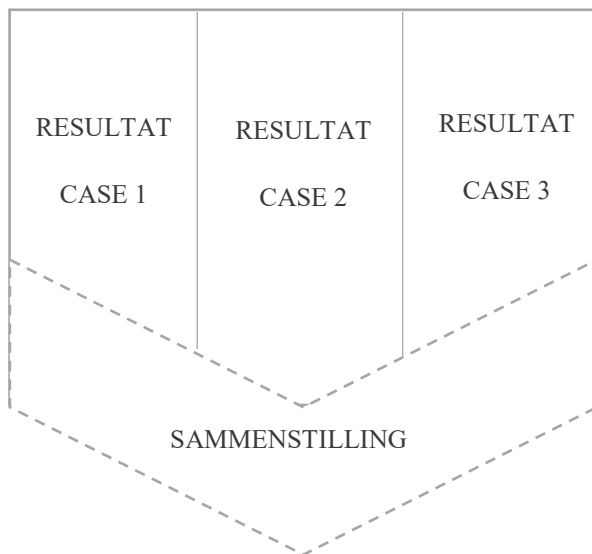 RESULTAT
CASE 1
RESULTAT
CASE 2
RESULTAT
CASE 3
SAMMENSTILLING